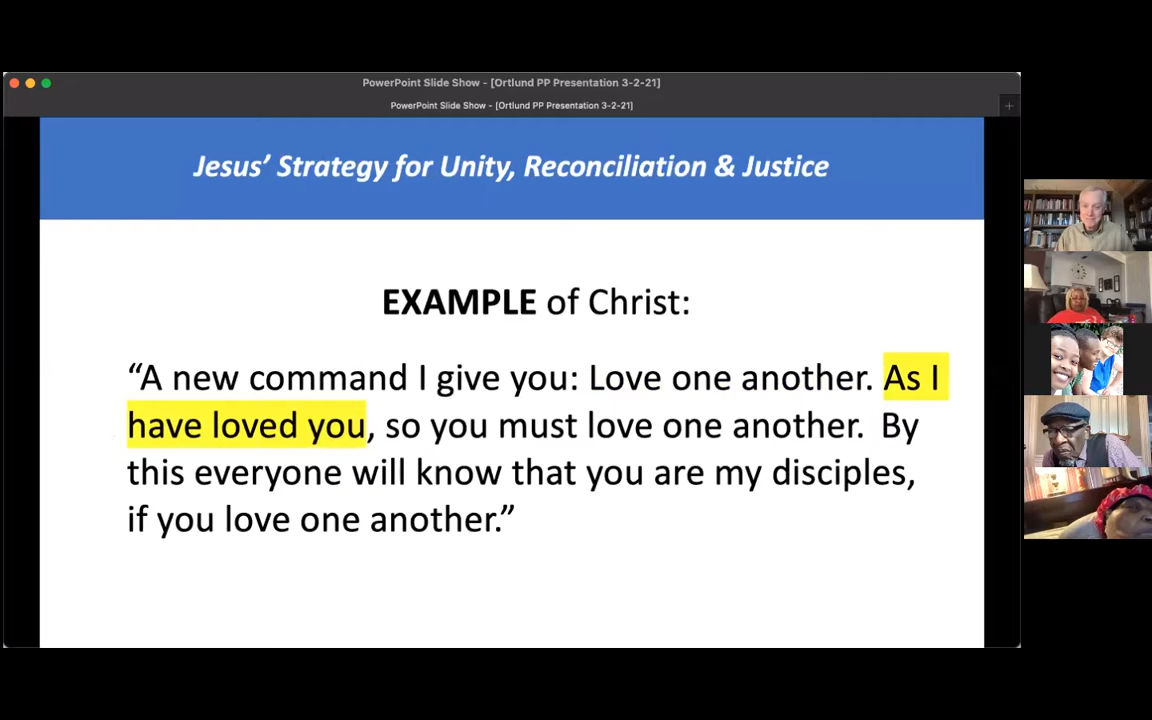 PowerPoint Slide Show - [Ortlund PP Presentation 3-2-21]
PowerPoint Slide Show - [Ortlund PP Presentation 3-2-21]
Jesus’ Strategy for Unity, Reconciliation & Justice
EXAMPLE of Christ:
“A new command I give you: Love one another. As I
have loved you, so you must love one another.  By
this everyone will know that you are my disciples,
if you love one another.”